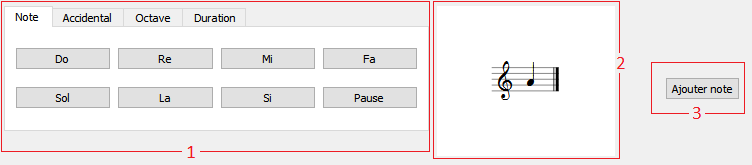 Note Accidental Octave Duration
Do Re Mi Fa
Sol La Si Pause
1
2
Ajouter note
3